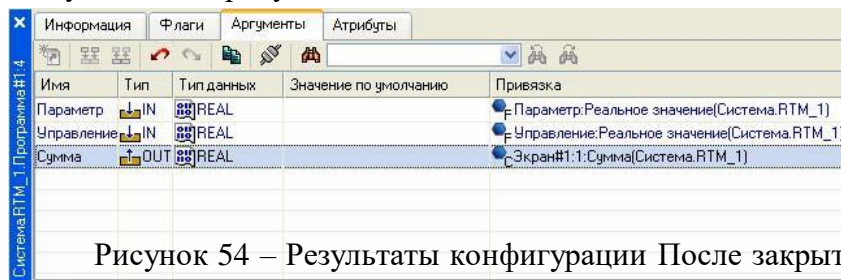 Информация Флаги Аргументы Атрибуты
Имя Тип Тип данных Значение по умолчанию Привязка
Параметр IN REAL Параметр:Реальное значение(Система.RTM_1)
Управление IN REAL Управление:Реальное значение(Система.RTM_1)
Сумма OUT REAL Экран#1:1:Сумма(Система.RTM_1)
Система.RTM_1.Программа#1:4
Рисунок 54 – Результаты конфигурации После закрыт